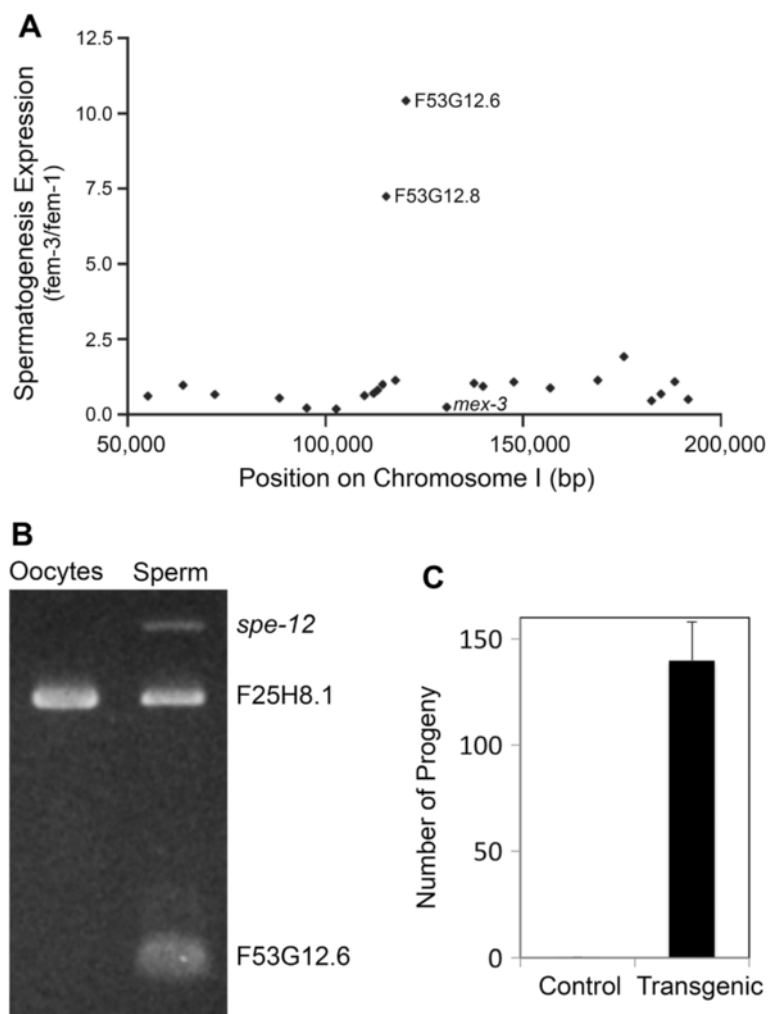 A
Spermatogenesis Expression
(fem-3/fem-1)
12.5
10.0
7.5
5.0
2.5
0.0
F53G12.6
F53G12.8
mex-3
50,000 100,000 150,000 200,000
Position on Chromosome I (bp)
B
Oocytes Sperm
spe-12
F25H8.1
F53G12.6
C
Number of Progeny
150
100
50
0
Control Transgenic